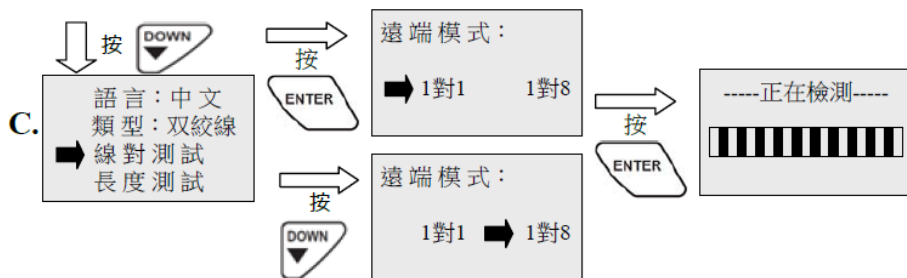 按 DOWN
C.
語言：中文
類型：双絞線
線對測試
長度測試
按
ENTER
遠端模式：
1對1 1對8
按
DOWN
遠端模式：
1對1 1對8
按
ENTER
-----正在檢測-----